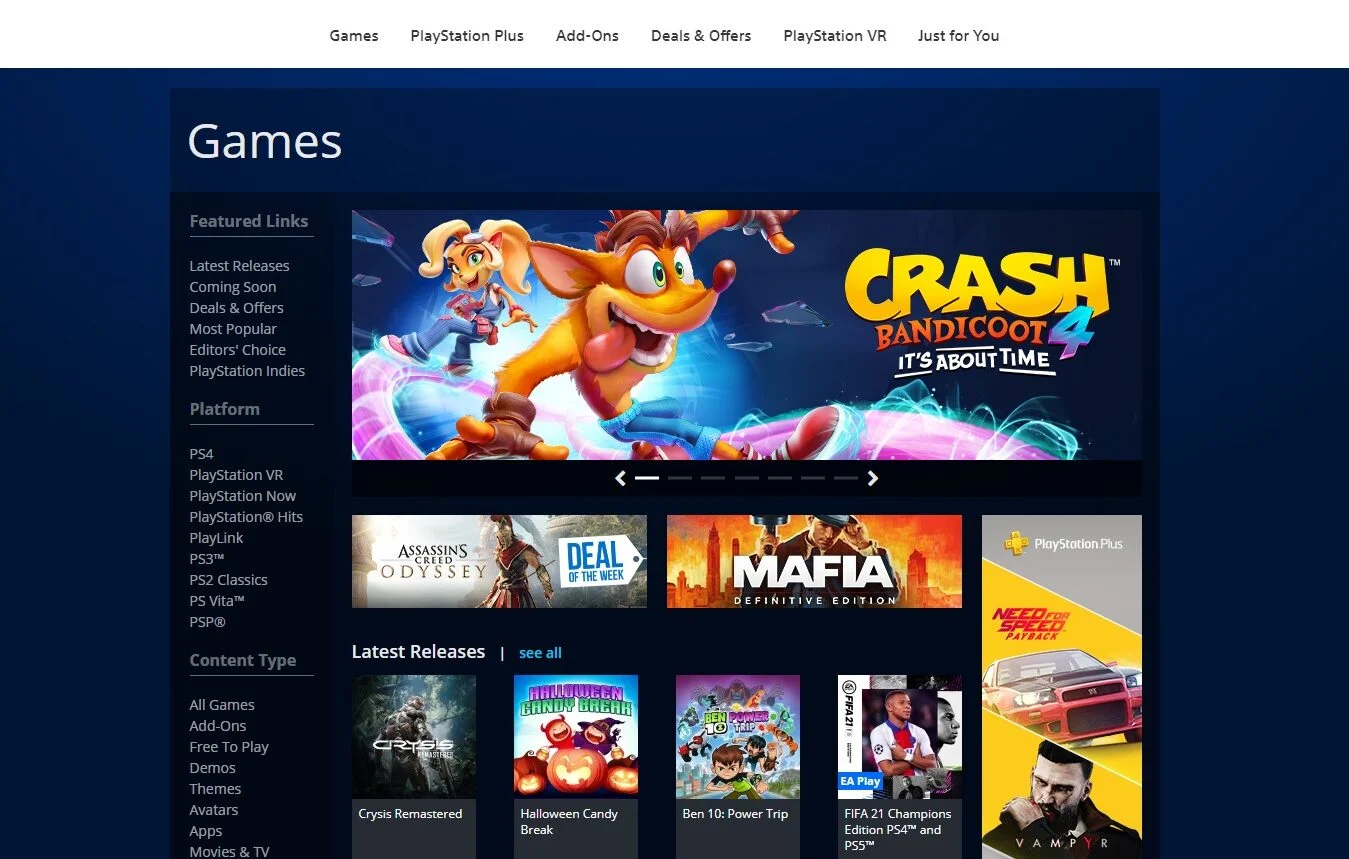 Games
PlayStation Plus
Add-Ons
Deals & Offers
PlayStation VR
Just for You
Games
Featured Links
Latest Releases
Coming Soon
Deals & Offers
Most Popular
Editors' Choice
PlayStation Indies
Platform
PS4
PlayStation VR
PlayStation Now
PlayStation® Hits
PlayLink
PS3™
PS2 Classics
PS Vita™
PSP®
Content Type
All Games
Add-Ons
Free To Play
Demos
Themes
Avatars
Apps
Movies & TV
CRASH™
BANDICOOT 4
IT'S ABOUT TIME
ASSASSIN'S
CREED
ODYSSEY
DEAL
OF THE WEEK
MAFIA
DEFINITIVE EDITION
PlayStation Plus
NEED FOR
SPEED
PAYBACK
VAMPYR
Latest Releases | see all
CRYSIS
REMASTERED
Crysis Remastered
HALLOWEEN
CANDY BREAK
Halloween Candy
Break
BEN 10 POWER
TRIP
Ben 10: Power Trip
FIFA 21
EA Play
FIFA 21 Champions
Edition PS4™ and
PS5™